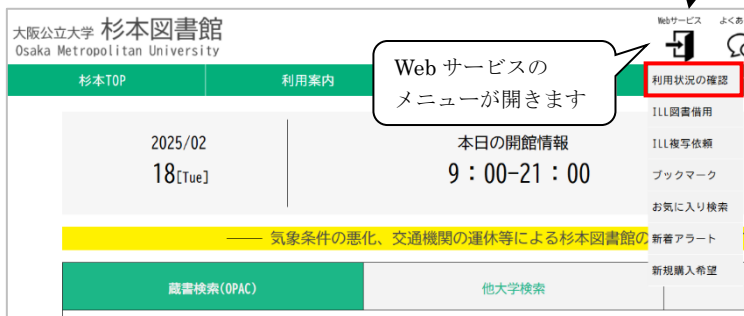 大阪公立大学 杉本図書館
Osaka Metropolitan University
Webサービス よくあ
杉本TOP 利用案内
Web サービスの
メニューが開きます
利用状況の確認
ILL図書借用
ILL複写依頼
ブックマーク
お気に入り検索
新着アラート
新規購入希望
2025/02
18[Tue]
本日の開館情報
9：00-21：00
―― 気象条件の悪化、交通機関の運休等による杉本図書館の
蔵書検索(OPAC) 他大学検索